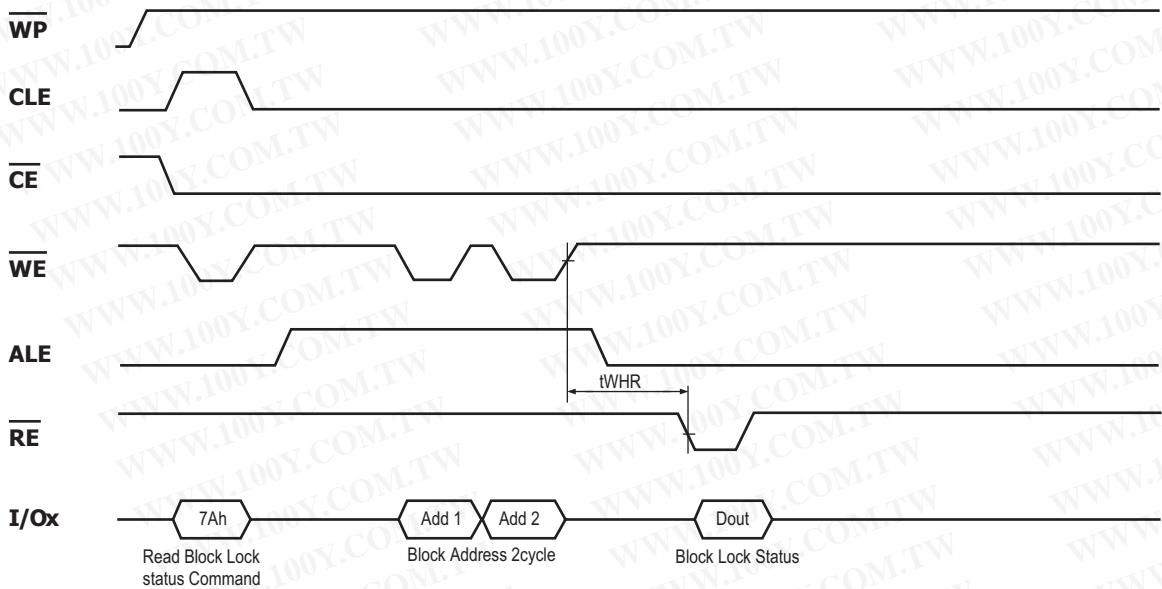 WP
CLE
CE
WE
ALE
tWHR
RE
I/Ox
7Ah
Add 1
Add 2
Dout
Read Block Lock
status Command
Block Address 2cycle
Block Lock Status
WWW.100Y.COM.TW